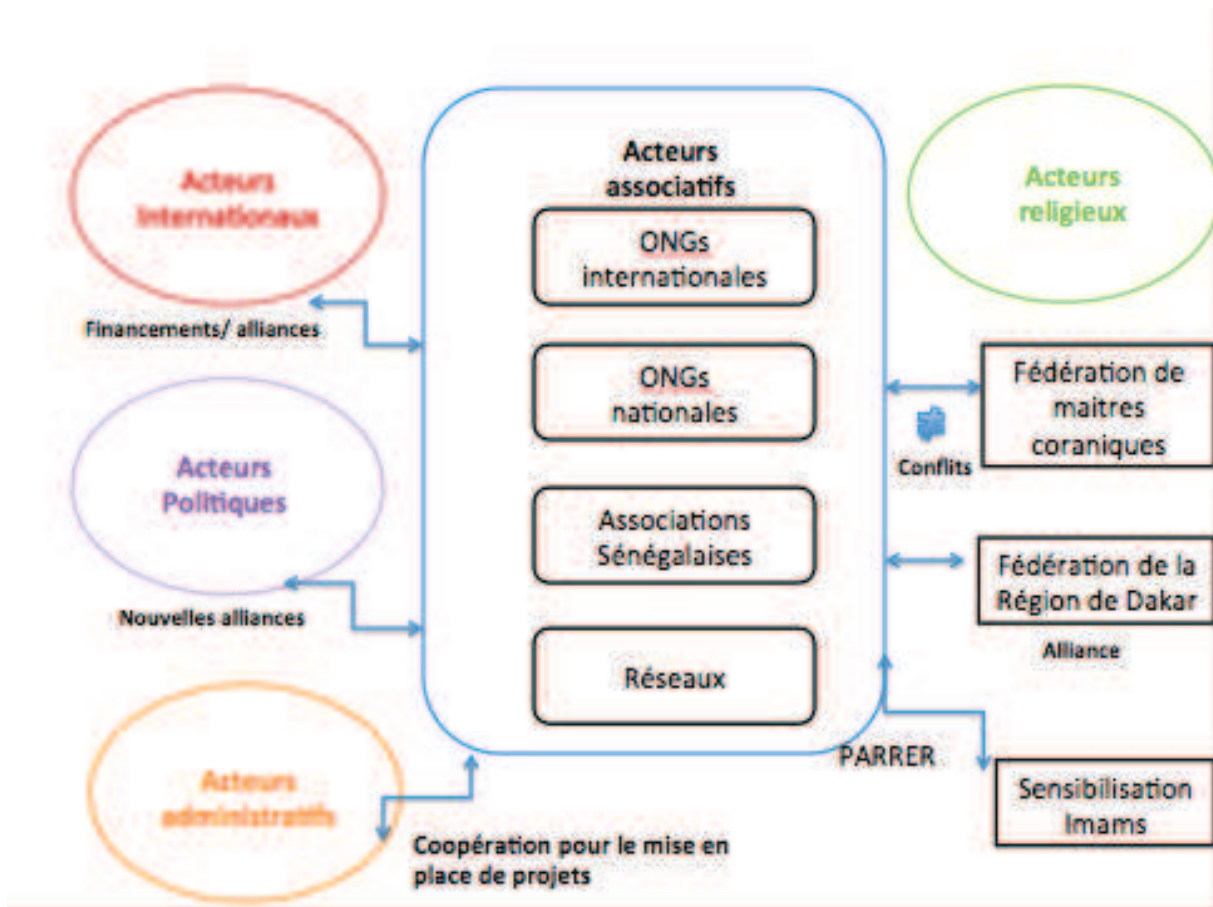 Acteurs
Internationaux
Financements/ alliances
Acteurs
Politiques
Nouvelles alliances
Acteurs
administratifs
Coopération pour le mise en
place de projets
Acteurs
associatifs
ONGs
internationales
ONGs
nationales
Associations
Sénégalaises
Réseaux
PARRER
Acteurs
religieux
Fédération de
maitres
coraniques
Conflits
Fédération de la
Région de Dakar
Alliance
Sensibilisation
Imams